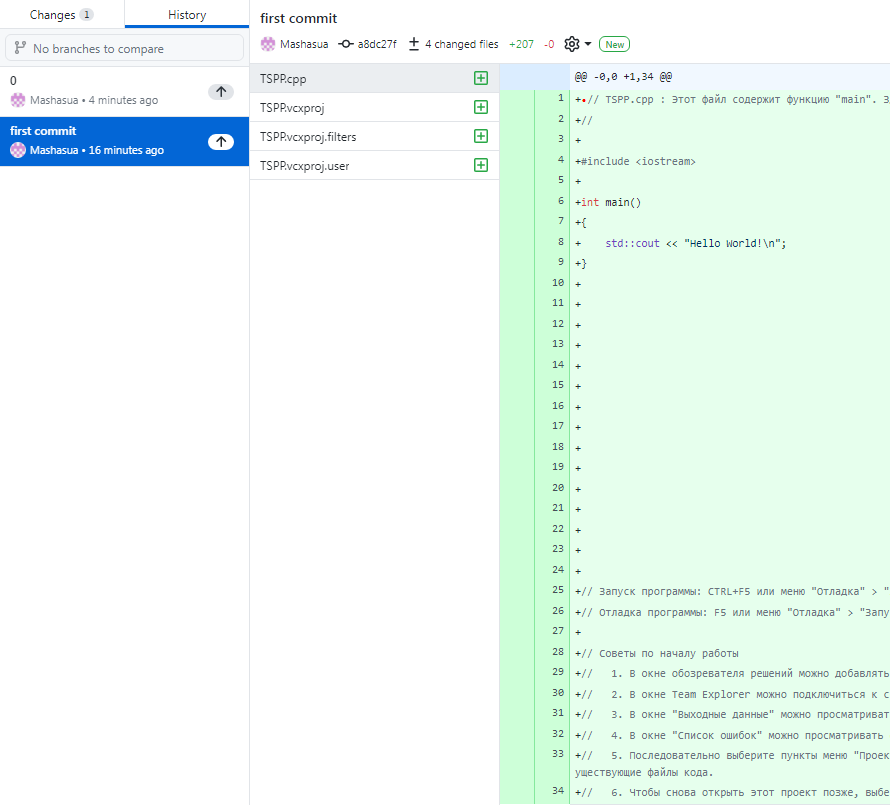 Changes 1 History
No branches to compare
0
Mashasua • 4 minutes ago
first commit
Mashasua • 16 minutes ago
first commit
Mashasua a8dc27f 4 changed files +207 -0 New
TSPP.cpp
TSPP.vcxproj
TSPP.vcxproj.filters
TSPP.vcxproj.user
@@ -0,0 +1,34 @@
1 +// TSPP.cpp : Этот файл содержит функцию "main".
2 +//
3 +
4 +#include <iostream>
5 +
6 +int main()
7 +{
8 +    std::cout << "Hello World!\n";
9 +}
10 +
11 +
12 +
13 +
14 +
15 +
16 +
17 +
18 +
19 +
20 +
21 +
22 +
23 +
24 +
25 +// Запуск программы: CTRL+F5 или меню "Отладка" > "
26 +// Отладка программы: F5 или меню "Отладка" > "Запу
27 +
28 +// Советы по началу работы
29 +//   1. В окне обозревателя решений можно добавлять
30 +//   2. В окне Team Explorer можно подключиться к с
31 +//   3. В окне "Выходные данные" можно просматриват
32 +//   4. В окне "Список ошибок" можно просматривать
33 +//   5. Последовательно выберите пункты меню "Проек
уществующие файлы кода.
34 +//   6. Чтобы снова открыть этот проект позже, выбе